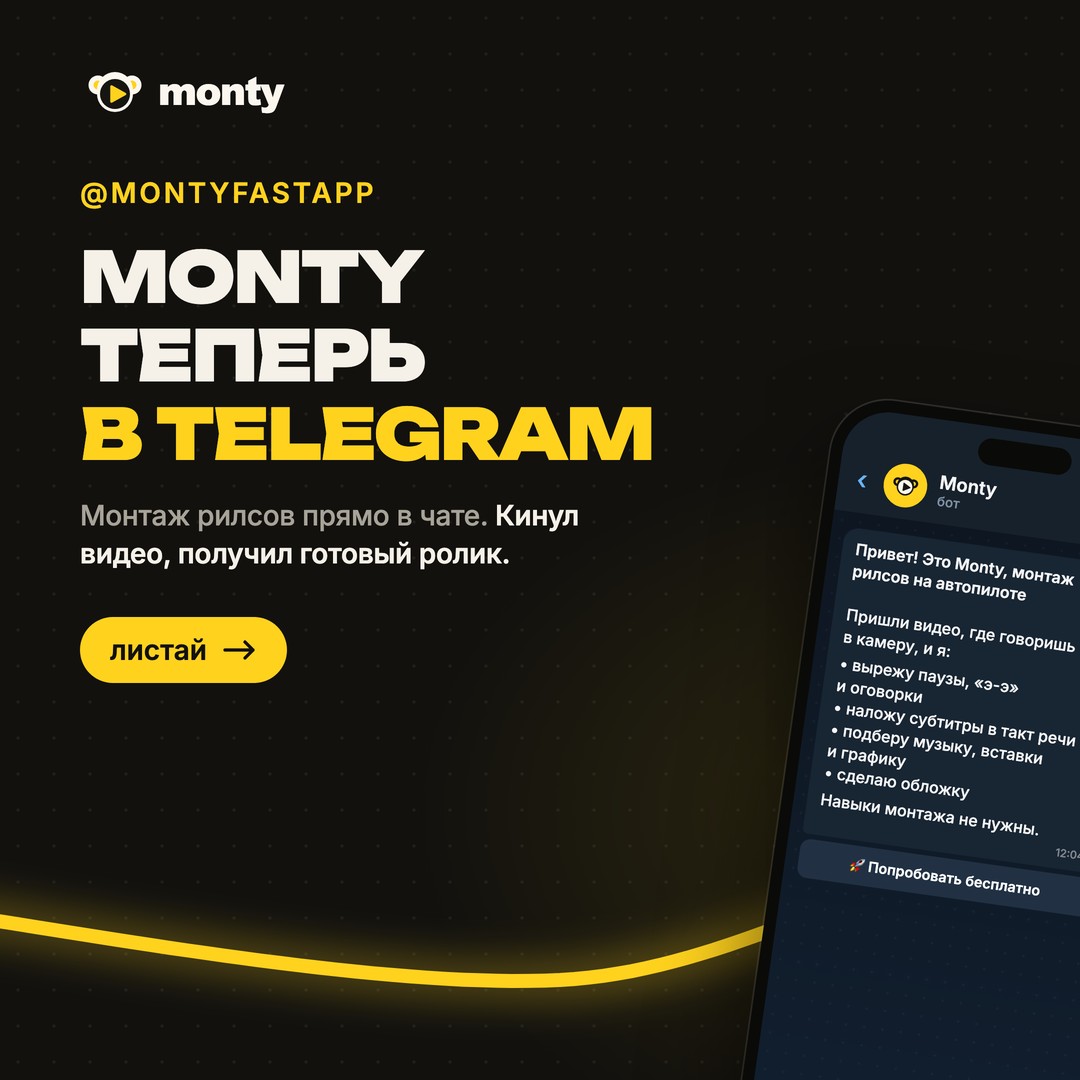 monty
@MONTYFASTAPP
MONTY
ТЕПЕРЬ
В TELEGRAM
Монтаж рилсов прямо в чате. Кинул
видео, получил готовый ролик.
листай →
Monty
бот
Привет! Это Monty, монтаж
рилсов на автопилоте
Пришли видео, где говоришь
в камеру, и я:
• вырежу паузы, «э-э»
и оговорки
• наложу субтитры в такт речи
• подберу музыку, вставки
и графику
• сделаю обложку
Навыки монтажа не нужны.
12:04
🚀 Попробовать бесплатно